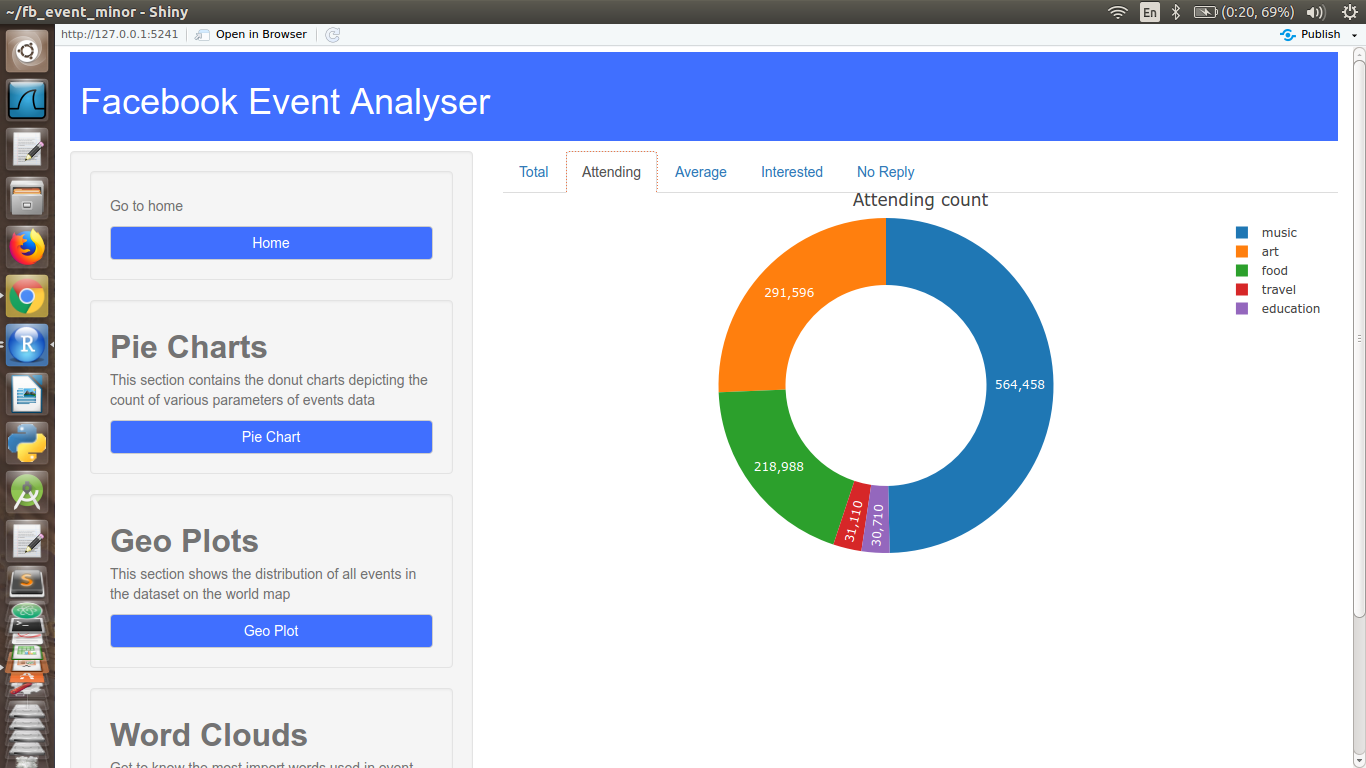 ~/fb_event_minor - Shiny
En
(0:20, 69%)
http://127.0.0.1:5241
Open in Browser
Publish
Facebook Event Analyser
Go to home
Home
Pie Charts
This section contains the donut charts depicting the
count of various parameters of events data
Pie Chart
Geo Plots
This section shows the distribution of all events in
the dataset on the world map
Geo Plot
Word Clouds
Got to know the most import words used in event
Total
Attending
Average
Interested
No Reply
Attending count
291,596
564,458
218,988
31,110
30,710
music
art
food
travel
education